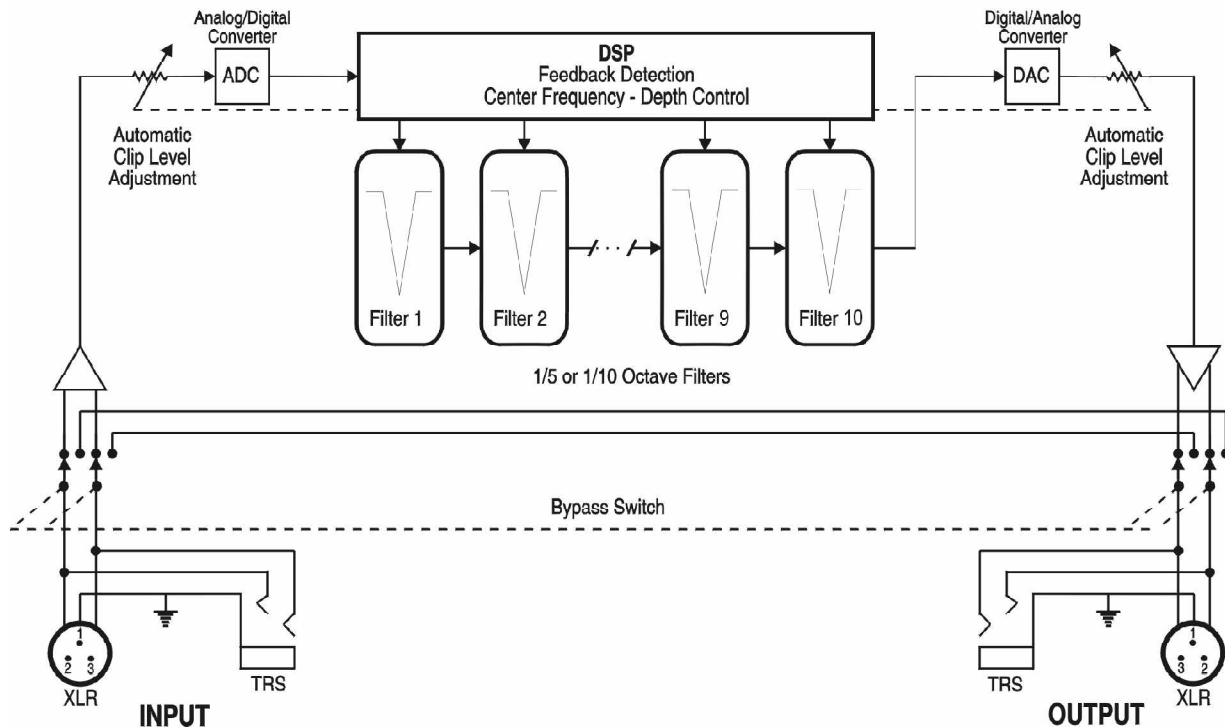 Analog/Digital
Converter
ADC
Automatic
Clip Level
Adjustment
DSP
Feedback Detection
Center Frequency - Depth Control
Digital/Analog
Converter
DAC
Automatic
Clip Level
Adjustment
Filter 1
Filter 2
Filter 9
Filter 10
1/5 or 1/10 Octave Filters
Bypass Switch
1
2 3
XLR
TRS
INPUT
TRS
1
3 2
XLR
OUTPUT